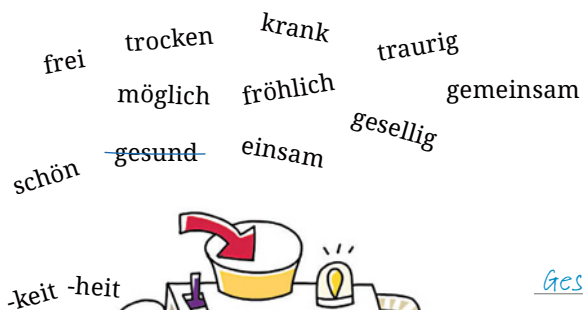 frei trocken krank traurig
möglich fröhlich gemeinsam
schön gesund einsam gesellig
-keit -heit
Ges